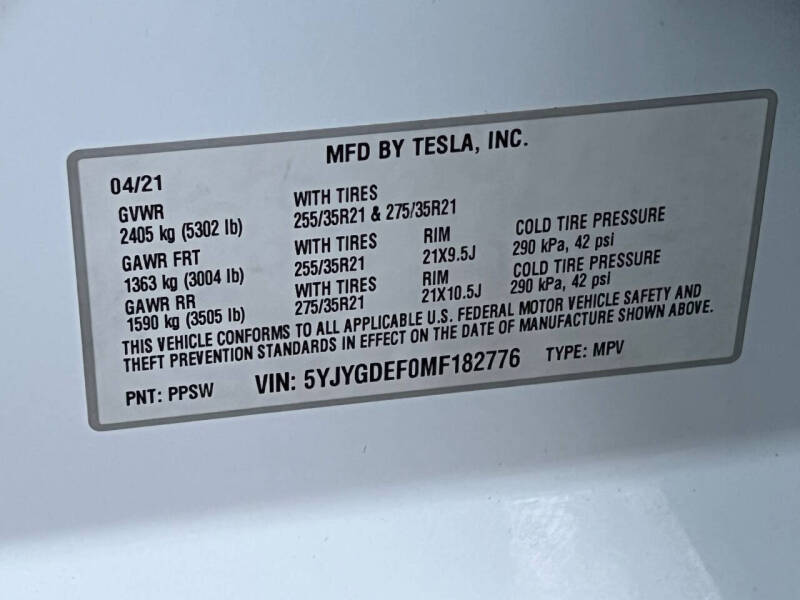 MFD BY TESLA, INC.
04/21
GVWR WITH TIRES
2405 kg (5302 lb) 255/35R21 & 275/35R21
GAWR FRT WITH TIRES RIM COLD TIRE PRESSURE
1363 kg (3004 lb) 255/35R21 21X9.5J 290 kPa, 42 psi
GAWR RR WITH TIRES RIM COLD TIRE PRESSURE
1590 kg (3505 lb) 275/35R21 21X10.5J 290 kPa, 42 psi
THIS VEHICLE CONFORMS TO ALL APPLICABLE U.S. FEDERAL MOTOR VEHICLE SAFETY AND
THEFT PREVENTION STANDARDS IN EFFECT ON THE DATE OF MANUFACTURE SHOWN ABOVE.
PNT: PPSW VIN: 5YJYGDEF0MF182776 TYPE: MPV